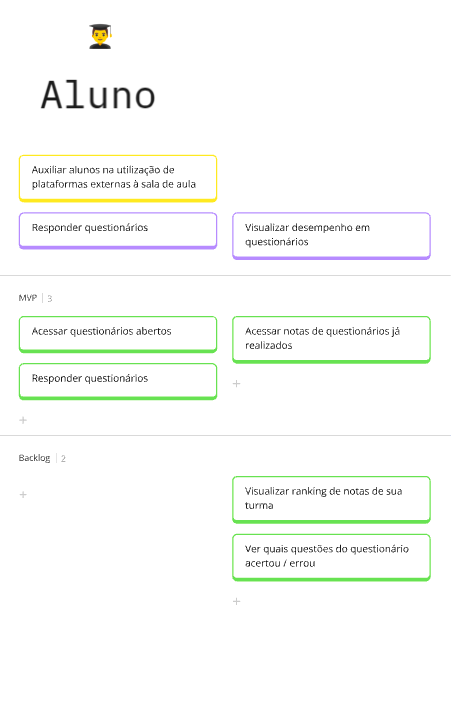 Aluno
Auxiliar alunos na utilização de
plataformas externas à sala de aula
Responder questionários
Visualizar desempenho em
questionários
MVP | 3
Acessar questionários abertos
Acessar notas de questionários já
realizados
Responder questionários
+
+
Backlog | 2
+
Visualizar ranking de notas de sua
turma
Ver quais questões do questionário
acertou / errou
+